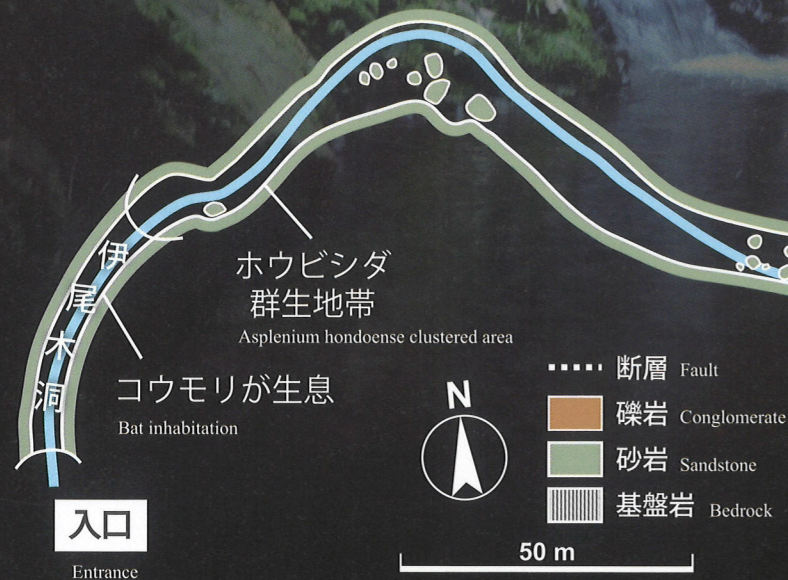 伊尾木洞
ホウビシダ
群生地帯
Asplenium hondoense clustered area
コウモリが生息
Bat inhabitation
入口
Entrance
N
断層 Fault
礫岩 Conglomerate
砂岩 Sandstone
基盤岩 Bedrock
50 m